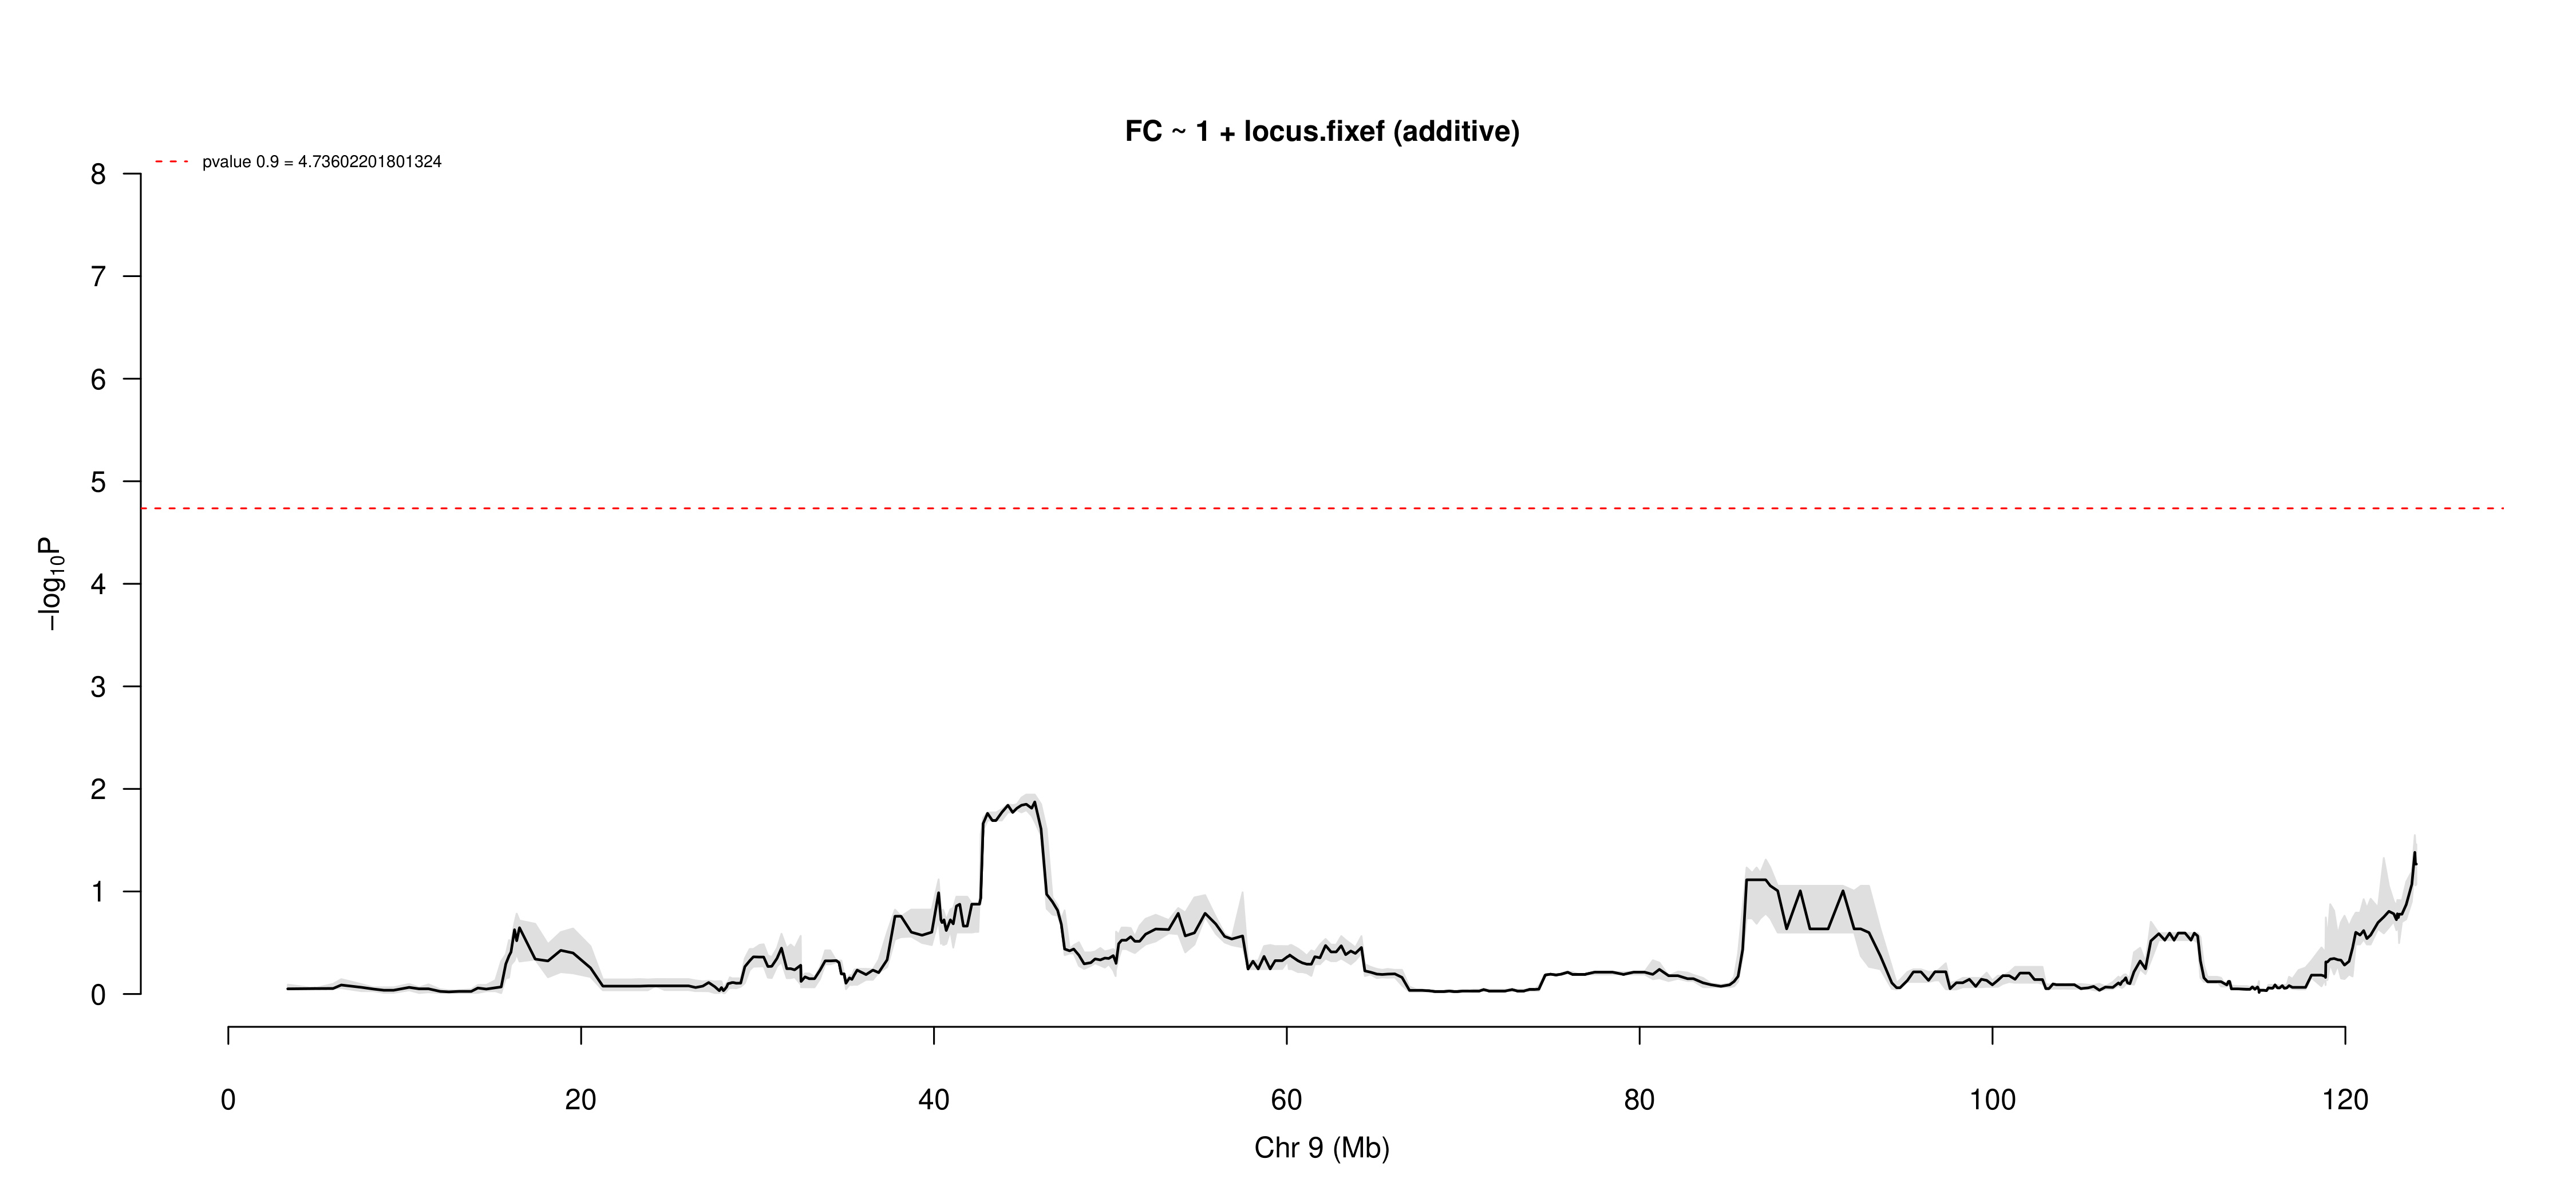 FC ~ 1 + locus.fixef (additive)
pvalue 0.9 = 4.73602201801324
8
7
6
5
4
3
2
1
0
−log10P
0 20 40 60 80 100 120
Chr 9 (Mb)